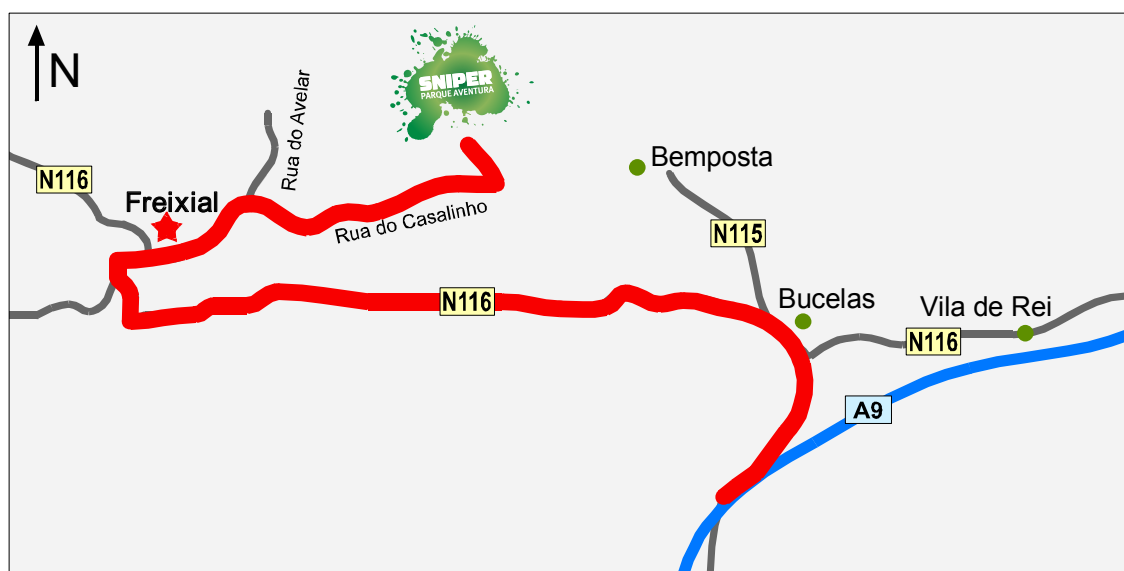 N
SNIPER
PARQUE AVENTURA
Rua do Avelar
Bemposta
N116
Freixial
Rua do Casalinho
N115
N116
Bucelas
Vila de Rei
N116
A9